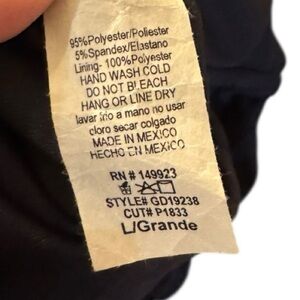 95% Polyester/Poliester
5% Spandex/Elastano
Lining- 100% Polyester
HAND WASH COLD
DO NOT BLEACH
HANG OR LINE DRY
lavar frio a mano no usar
cloro secar colgado
MADE IN MEXICO
HECHO EN MEXICO
RN # 149923
STYLE# GD19238
CUT# P1833
L/Grande